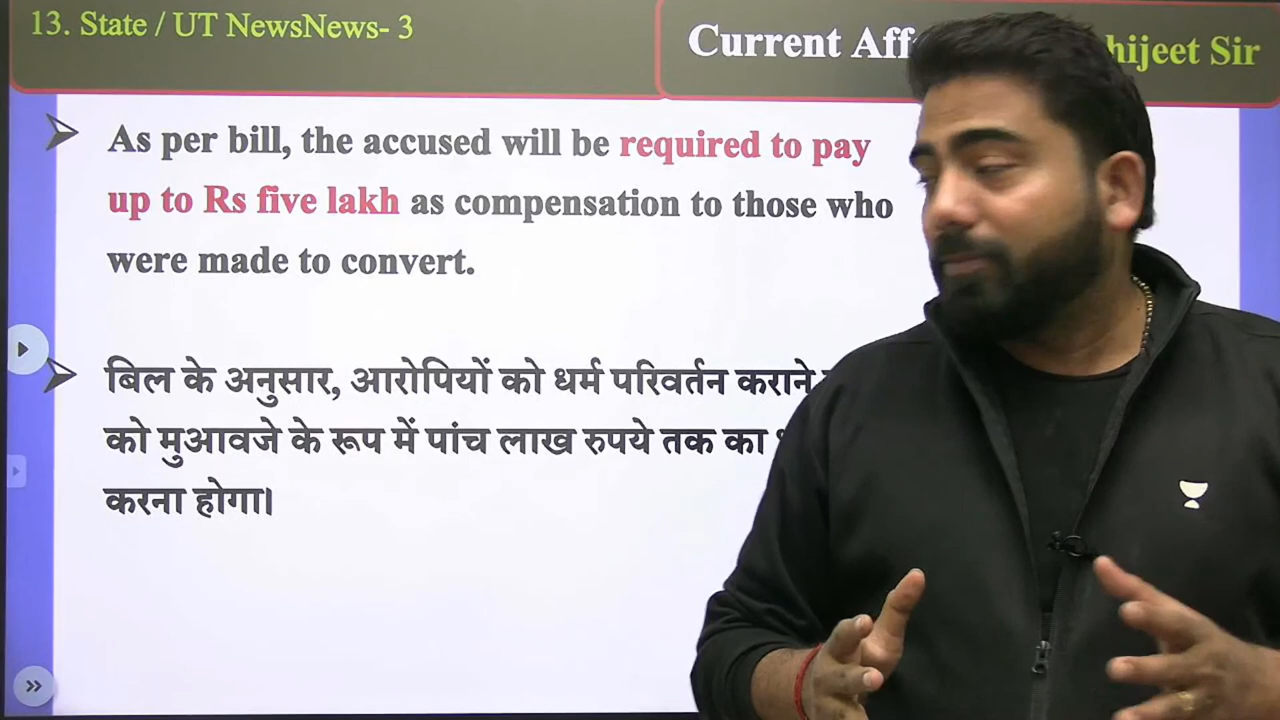 13. State / UT NewsNews- 3
Current Aff
hijeet Sir
As per bill, the accused will be required to pay
up to Rs five lakh as compensation to those who
were made to convert.
बिल के अनुसार, आरोपियों को धर्म परिवर्तन कराने
को मुआवजे के रूप में पांच लाख रुपये तक का
करना होगा।